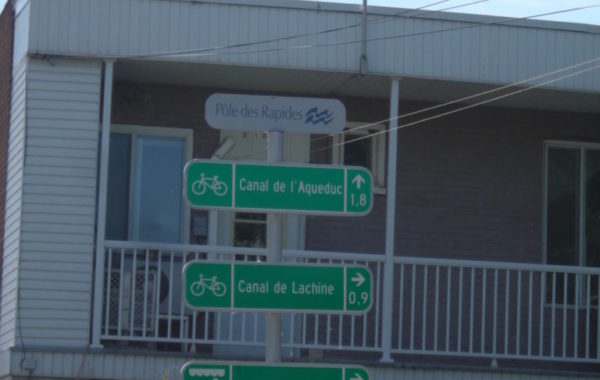 Pôle des Rapides
Canal de l'Aqueduc
1,8
Canal de Lachine
0,9